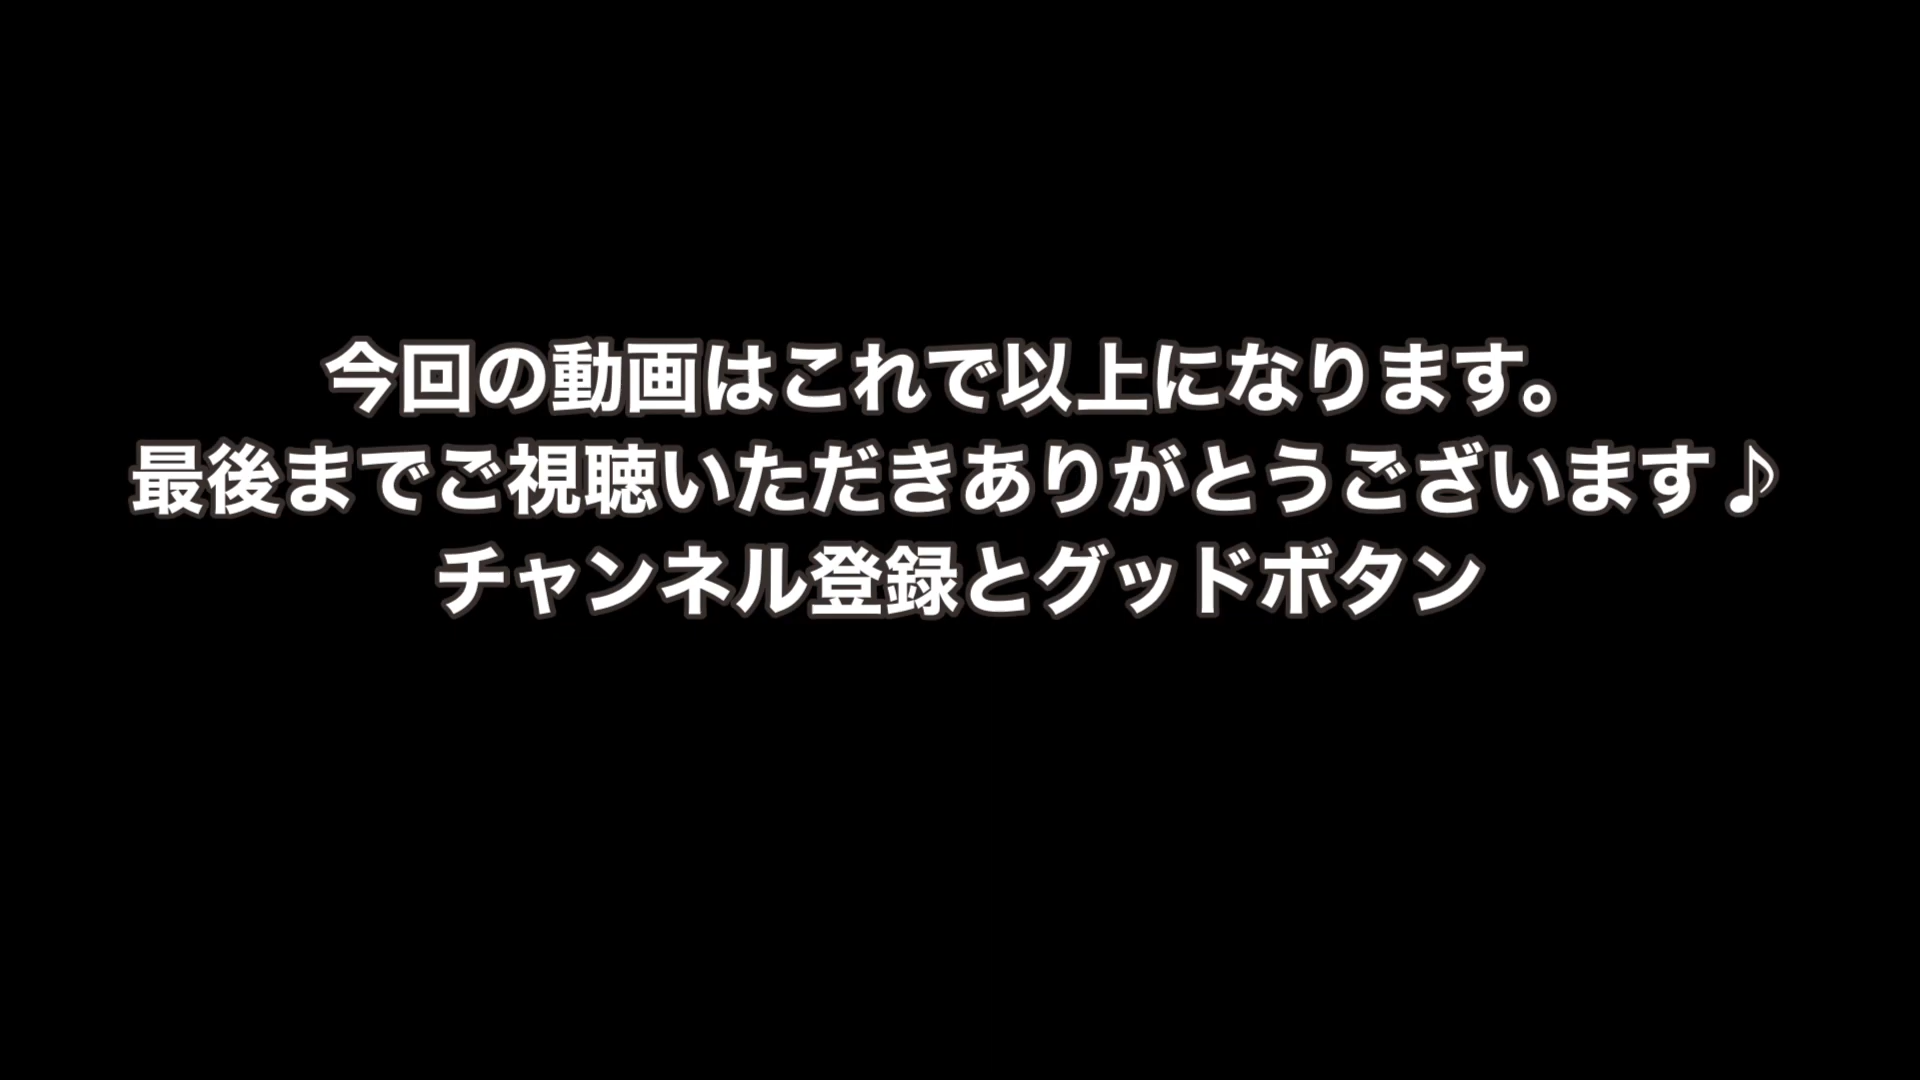 今回の動画はこれで以上になります。
最後までご視聴いただきありがとうございます♪
チャンネル登録とグッドボタン